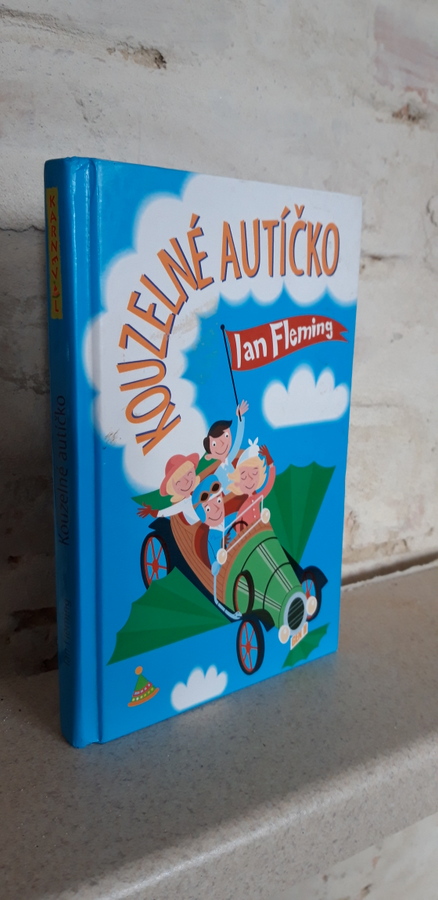 KOUZELNÉ AUTÍČKO
Ian Fleming
KARNEVAL
Kouzelné autíčko